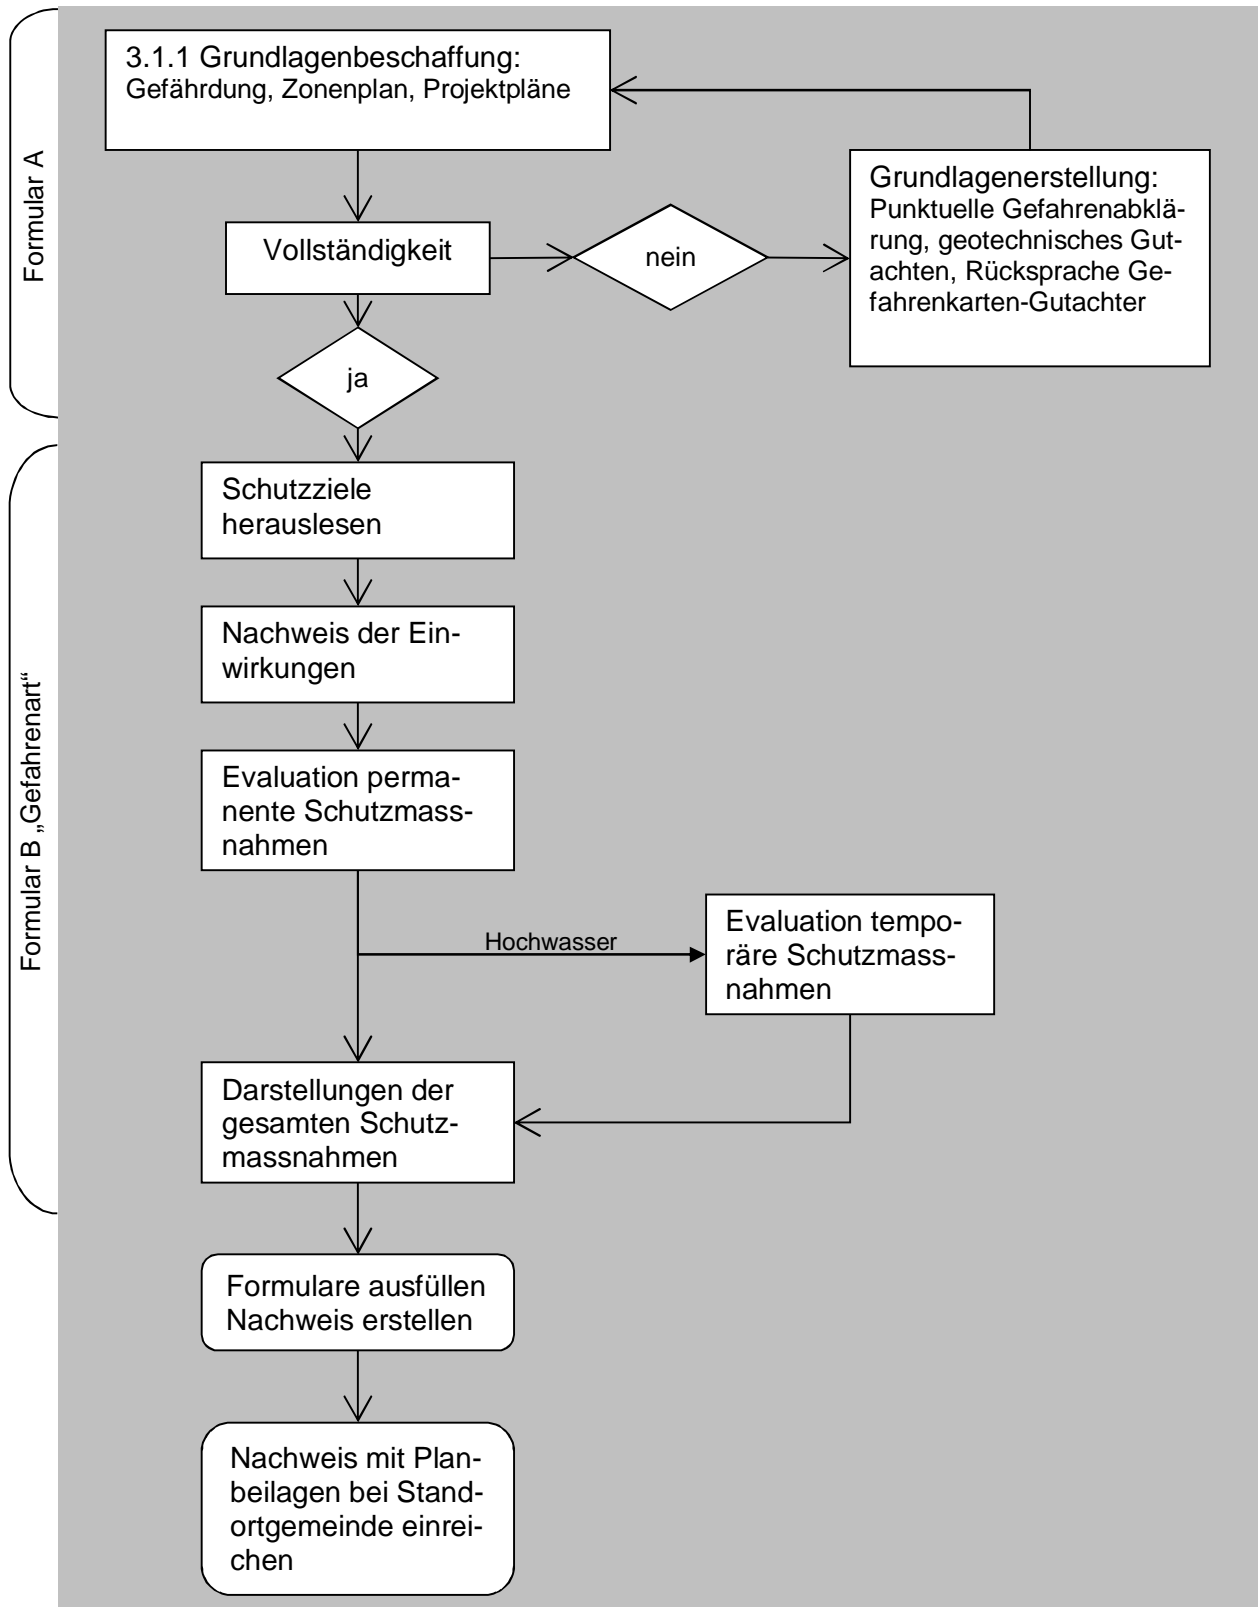 Formular A
3.1.1 Grundlagenbeschaffung:
Gefährdung, Zonenplan, Projektpläne
Vollständigkeit
nein
Grundlagenerstellung:
Punktuelle Gefahrenabklä-
rung, geotechnisches Gut-
achten, Rücksprache Ge-
fahrenkarten-Gutachter
ja
Formular B „Gefahrenart“
Schutzziele
herauslesen
Nachweis der Ein-
wirkungen
Evaluation perma-
nente Schutzmass-
nahmen
Hochwasser
Evaluation tempo-
räre Schutzmass-
nahmen
Darstellungen der
gesamten Schutz-
massnahmen
Formulare ausfüllen
Nachweis erstellen
Nachweis mit Plan-
beilagen bei Stand-
ortgemeinde einrei-
chen